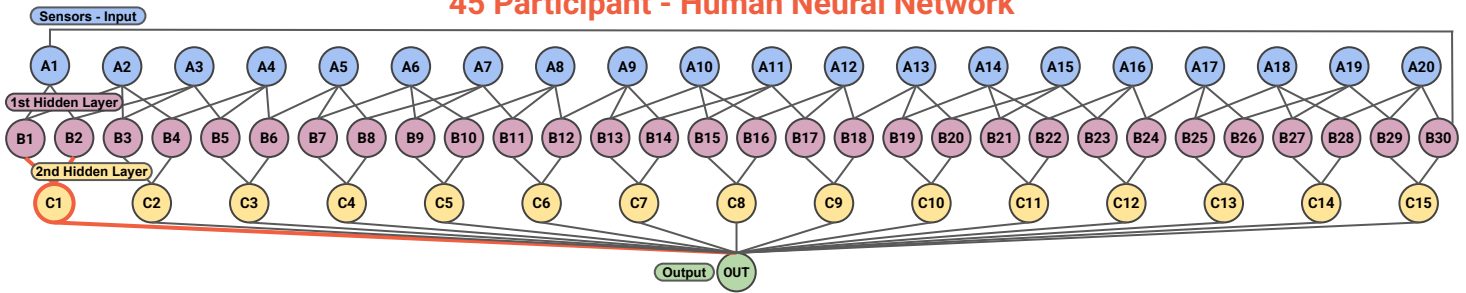 45 Participant - Human Neural Network
Sensors - Input
A1 A2 A3 A4 A5 A6 A7 A8 A9 A10 A11 A12 A13 A14 A15 A16 A17 A18 A19 A20
1st Hidden Layer
B1 B2 B3 B4 B5 B6 B7 B8 B9 B10 B11 B12 B13 B14 B15 B16 B17 B18 B19 B20 B21 B22 B23 B24 B25 B26 B27 B28 B29 B30
2nd Hidden Layer
C1 C2 C3 C4 C5 C6 C7 C8 C9 C10 C11 C12 C13 C14 C15
Output OUT